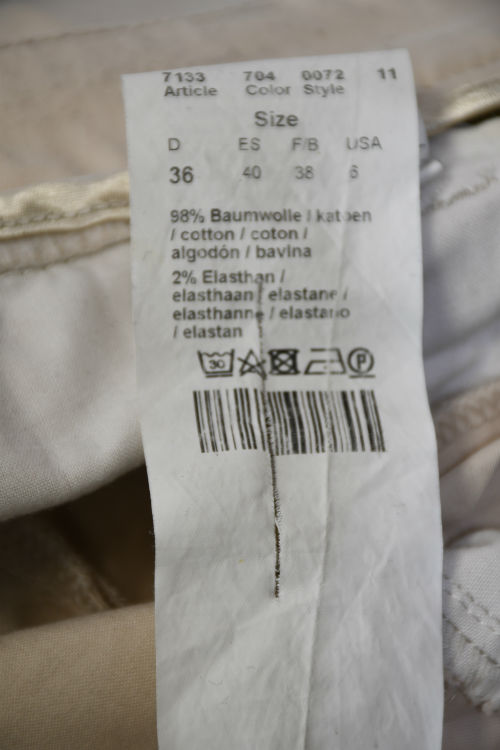 7133 704 0072 11
Article Color Style
Size
D ES F/B USA
36 40 38 6
98% Baumwolle / katoen
/ cotton / coton /
algodón / bavlna
2% Elasthan /
elasthaan / elastane /
elasthanne / elastano
/ elastan
30 P